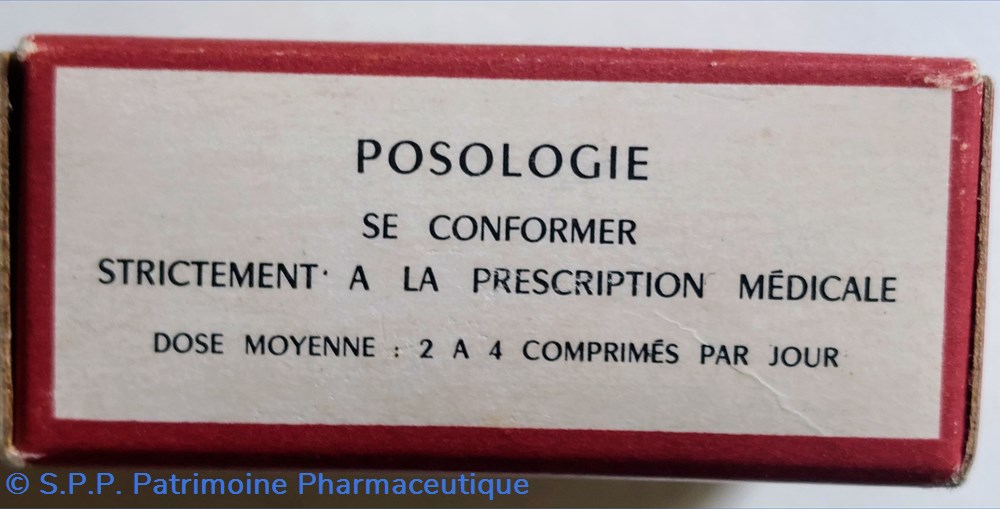 POSOLOGIE
SE CONFORMER
STRICTEMENT A LA PRESCRIPTION MÉDICALE
DOSE MOYENNE : 2 A 4 COMPRIMÉS PAR JOUR
© S.P.P. Patrimoine Pharmaceutique